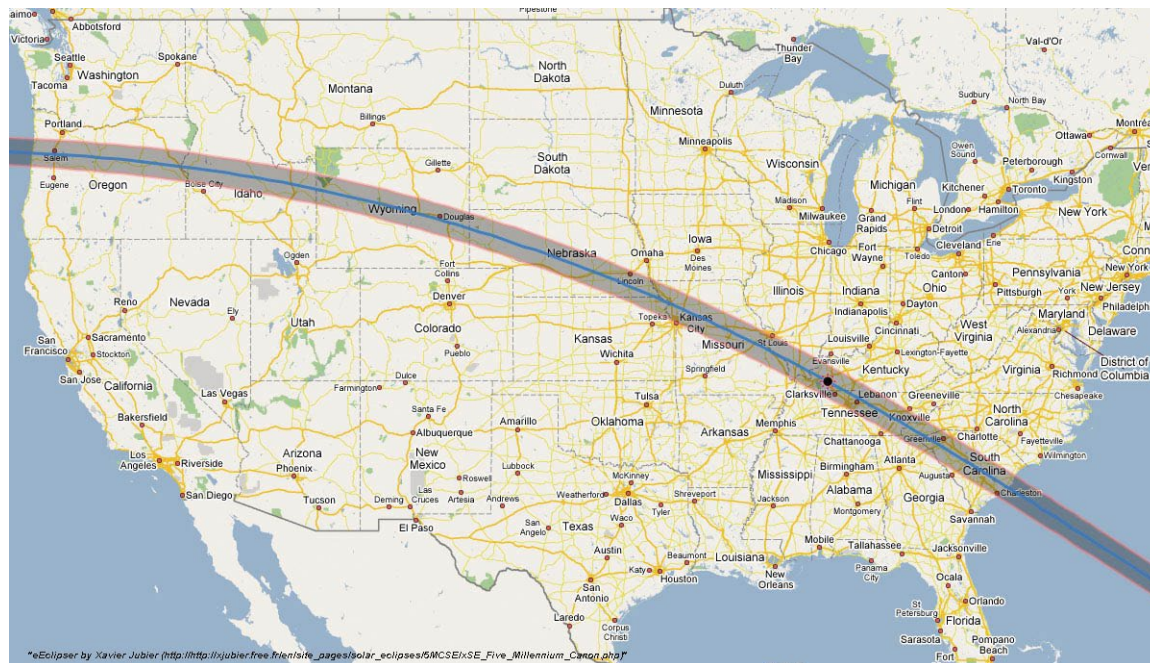 Pipestone
Abbotsford
Victoria
Seattle
Spokane
Washington
Tacoma
Portland
Salem
Eugene
Oregon
Boise City
Idaho
Montana
Billings
North
Dakota
South
Dakota
Gillette
Wyoming
Douglas
Minnesota
Duluth
Minneapolis
Thunder
Bay
Val-d'Or
Sudbury
North Bay
Ottawa
Cornwall
Owen
Sound
Peterborough
Kingston
Kitchener
Toronto
London
Hamilton
New York
Wisconsin
Madison
Milwaukee
Michigan
Grand
Rapids
Flint
Detroit
Erie
Cleveland
Toledo
Canton
Chicago
Fort
Wayne
Iowa
Des
Moines
Omaha
Nebraska
Lincoln
Ogden
Fort
Collins
Denver
Colorado
Pueblo
Reno
Nevada
Ely
Utah
Sacramento
San
Francisco
Stockton
San Jose
California
Las Vegas
Bakersfield
Los
Angeles
Riverside
San Diego
Illinois
Indiana
Indianapolis
Ohio
Dayton
Cincinnati
Pennsylvania
Pittsburgh
York
New York
New Jersey
Philadelphia
Maryland
Delaware
Alexandria
District of
Columbia
West
Virginia
Virginia
Richmond
Chesapeake
Topeka
Kansas
City
Kansas
Missouri
St Louis
Wichita
Springfield
Evansville
Louisville
Lexington-Fayette
Kentucky
Clarksville
Lebanon
Tennessee
Greeneville
Knoxville
North
Carolina
Charlotte
Fayetteville
Wilmington
Farmington
Dulce
Santa Fe
Albuquerque
New
Mexico
Arizona
Phoenix
Tucson
Deming
Las
Cruces
El Paso
Roswell
Artesia
Amarillo
Lubbock
Andrews
Tulsa
Oklahoma
Arkansas
Memphis
Chattanooga
Greenville
South
Carolina
Atlanta
Augusta
Charleston
Birmingham
Mississippi
Alabama
Georgia
Jackson
Montgomery
Savannah
McKinney
Weatherford
Dallas
Shreveport
Tyler
Waco
San
Angelo
Texas
Austin
Beaumont
Louisiana
Katy
Houston
New
Orleans
Mobile
Tallahassee
Panama
City
Jacksonville
San
Antonio
Laredo
Corpus
Christi
Ocala
Orlando
St
Petersburg
Florida
Sarasota
Pompano
Beach
Fort
"eEclipser by Xavier Jubier (http://http://xjubier.free.fr/en/site_pages/solar_eclipses/5MCSE/xSE_Five_Millennium_Canon.php)"